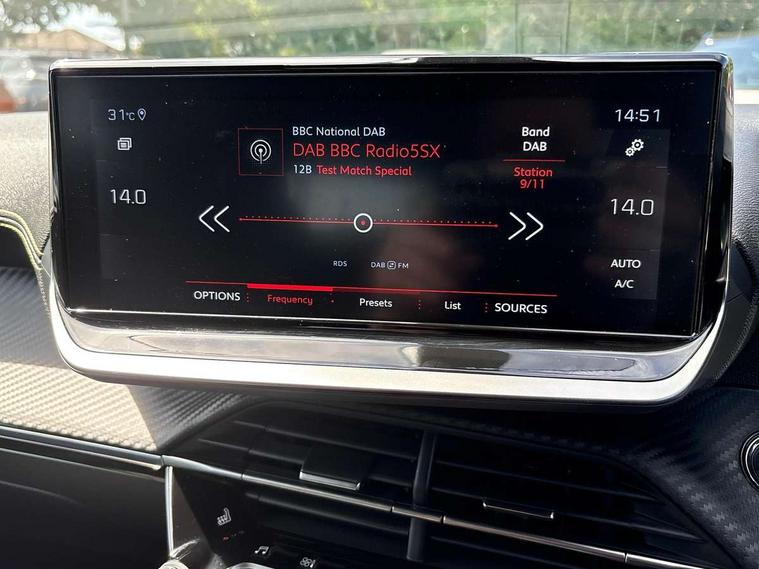 31°C
14:51
BBC National DAB
DAB BBC Radio5SX
12B Test Match Special
Band
DAB
Station
9/11
14.0
14.0
RDS
DAB FM
AUTO
A/C
OPTIONS
Frequency
Presets
List
SOURCES